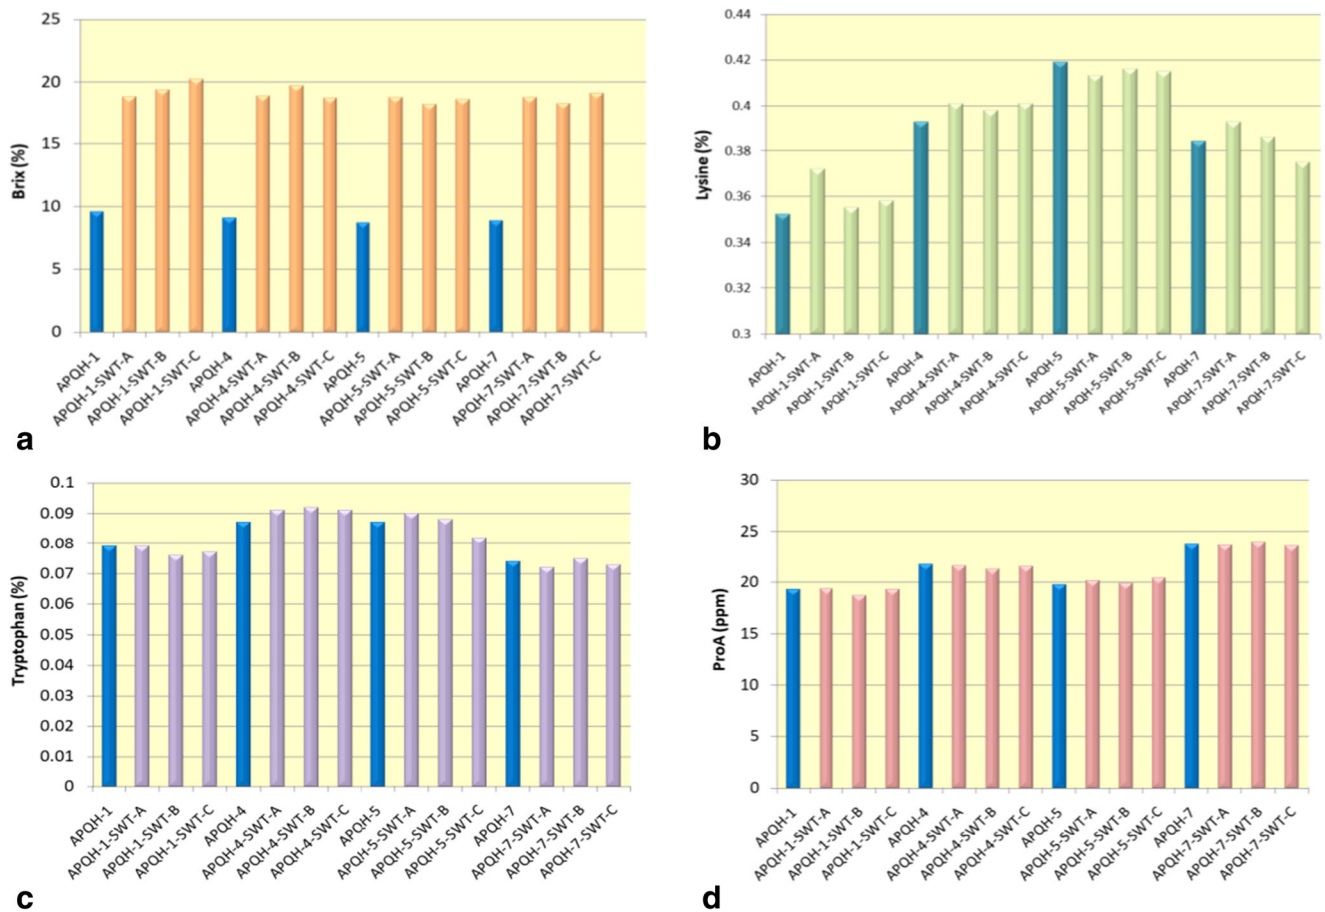 25
20
15
10
5
0
Brix (%)
APQH-1
APQH-1-SWT-A
APQH-1-SWT-B
APQH-1-SWT-C
APQH-4
APQH-4-SWT-A
APQH-4-SWT-B
APQH-4-SWT-C
APQH-5
APQH-5-SWT-A
APQH-5-SWT-B
APQH-5-SWT-C
APQH-7
APQH-7-SWT-A
APQH-7-SWT-B
APQH-7-SWT-C
a
0.44
0.42
0.4
0.38
0.36
0.34
0.32
0.3
Lysine (%)
APQH-1
APQH-1-SWT-A
APQH-1-SWT-B
APQH-1-SWT-C
APQH-4
APQH-4-SWT-A
APQH-4-SWT-B
APQH-4-SWT-C
APQH-5
APQH-5-SWT-A
APQH-5-SWT-B
APQH-5-SWT-C
APQH-7
APQH-7-SWT-A
APQH-7-SWT-B
APQH-7-SWT-C
b
0.1
0.09
0.08
0.07
0.06
0.05
0.04
0.03
0.02
0.01
0
Tryptophan (%)
APQH-1
APQH-1-SWT-A
APQH-1-SWT-B
APQH-1-SWT-C
APQH-4
APQH-4-SWT-A
APQH-4-SWT-B
APQH-4-SWT-C
APQH-5
APQH-5-SWT-A
APQH-5-SWT-B
APQH-5-SWT-C
APQH-7
APQH-7-SWT-A
APQH-7-SWT-B
APQH-7-SWT-C
c
30
25
20
15
10
5
0
ProA (ppm)
APQH-1
APQH-1-SWT-A
APQH-1-SWT-B
APQH-1-SWT-C
APQH-4
APQH-4-SWT-A
APQH-4-SWT-B
APQH-4-SWT-C
APQH-5
APQH-5-SWT-A
APQH-5-SWT-B
APQH-5-SWT-C
APQH-7
APQH-7-SWT-A
APQH-7-SWT-B
APQH-7-SWT-C
d